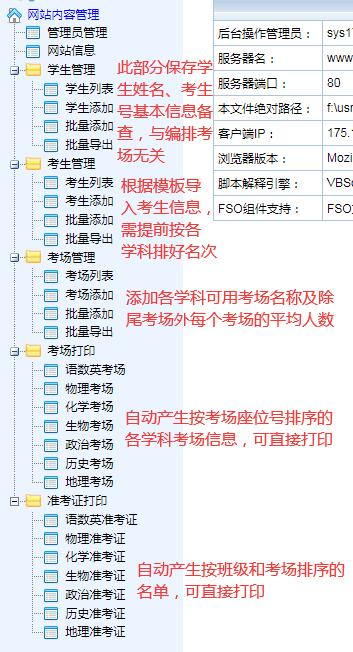 网站内容管理
管理员管理
网站信息
学生管理
学生列表
学生添加
批量添加
批量导出
考生管理
考生列表
考生添加
批量添加
批量导出
考场管理
考场列表
考场添加
批量添加
批量导出
考场打印
语数英考场
物理考场
化学考场
生物考场
政治考场
历史考场
地理考场
准考证打印
语数英准考证
物理准考证
化学准考证
生物准考证
政治准考证
历史准考证
地理准考证
此部分保存学
生姓名、考生
号基本信息备
查，与编排考
场无关
根据模板导
入考生信息，
需提前按各
学科排好名次
添加各学科可用考场名称及除
尾考场外每个考场的平均人数
自动产生按考场座位号排序的
各学科考场信息，可直接打印
自动产生按班级和考场排序的
名单，可直接打印
后台操作管理员： sys17
服务器名： www
服务器端口： 80
本文件绝对路径： f:\usr
客户端IP： 175.
浏览器版本： Mozi
脚本解释引擎： VBSc
FSO组件支持： FSO